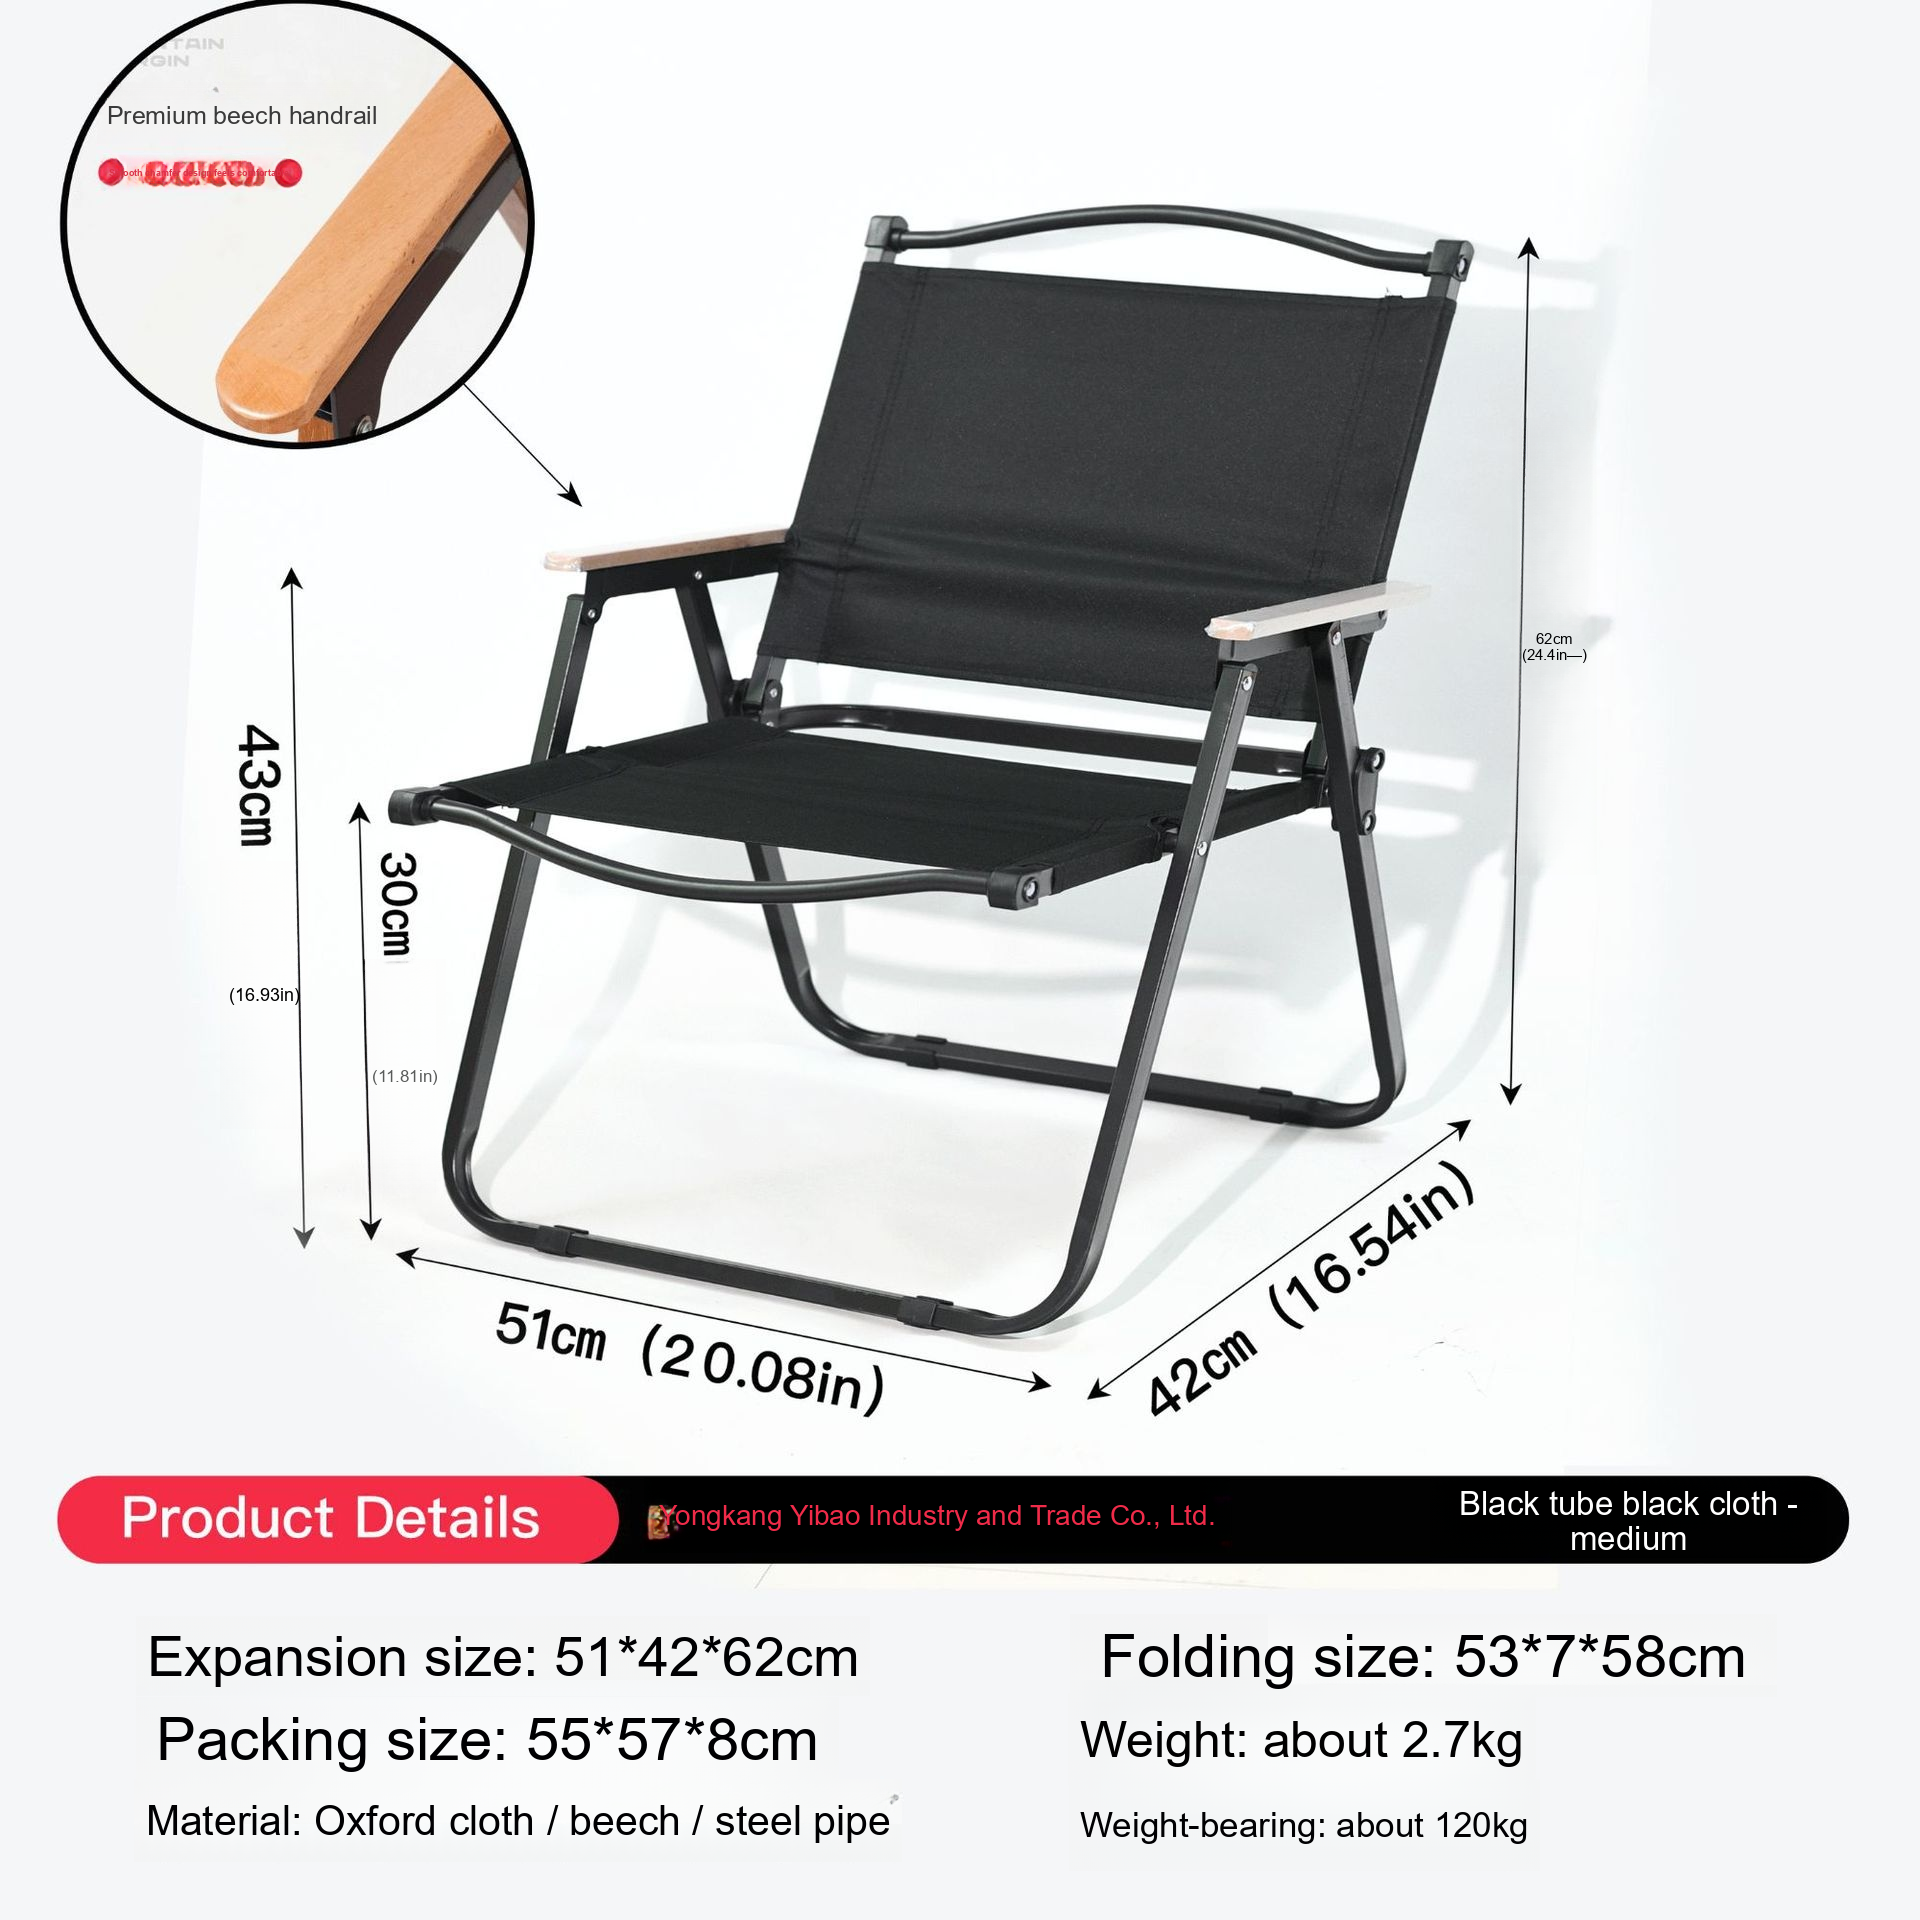 Premium beech handrail
62cm
(24.4in—)
43cm
30cm
(16.93in)
(11.81in)
51cm (20.08in)
42cm (16.54in)
Product Details
Yongkang Yibao Industry and Trade Co., Ltd.
Black tube black cloth -
medium
Expansion size: 51*42*62cm
Folding size: 53*7*58cm
Packing size: 55*57*8cm
Weight: about 2.7kg
Material: Oxford cloth / beech / steel pipe
Weight-bearing: about 120kg